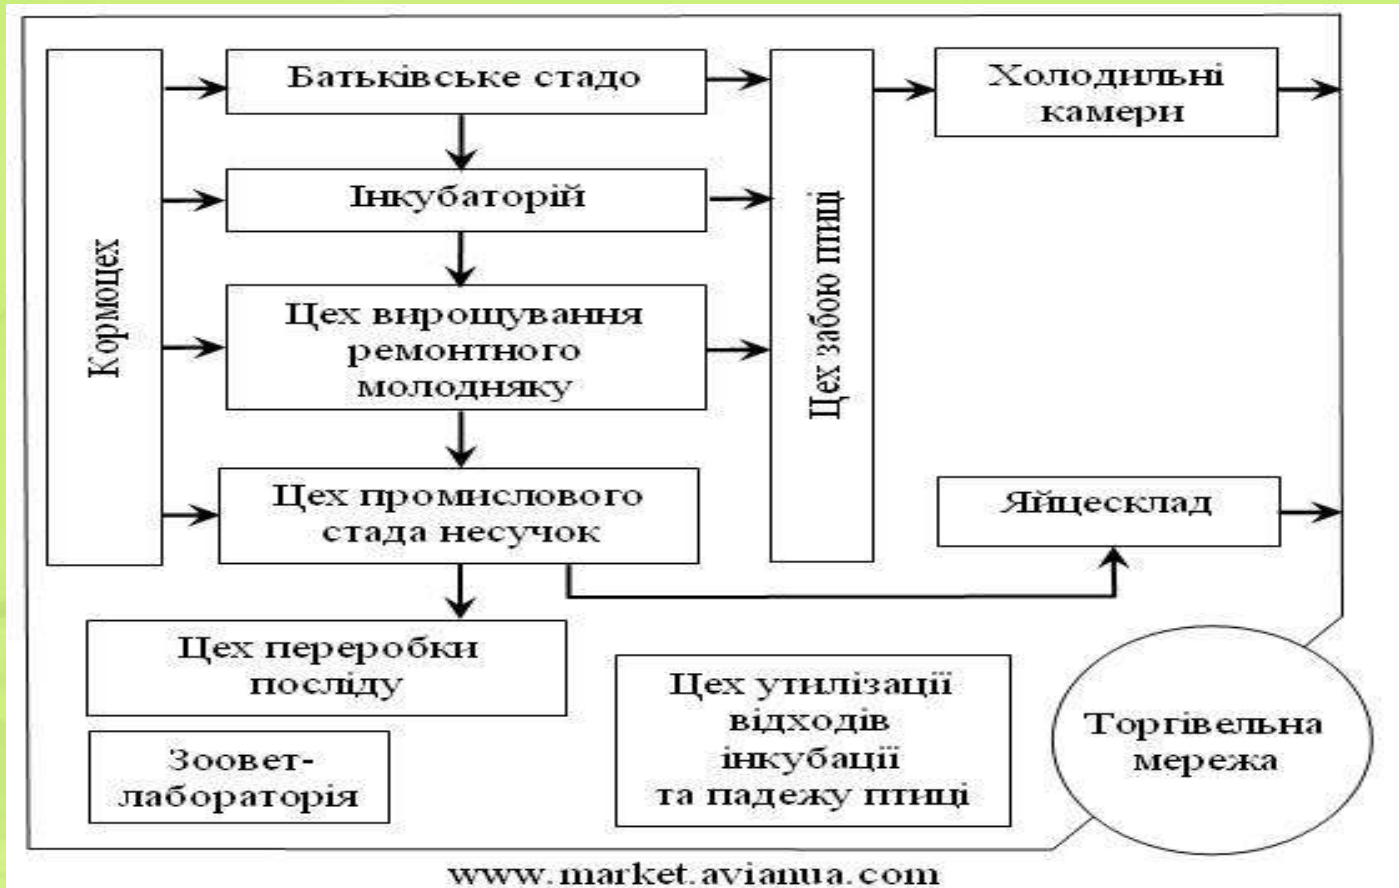 Кормоцех
Батьківське стадо
Інкубаторій
Цех вирощування
ремонтного
молодняку
Цех промислового
стада несучок
Цех забою птиці
Холодильні
камери
Яйцесклад
Цех переробки
посліду
Зоовет-
лабораторія
Цех утилізації
відходів
інкубації
та падежу птиці
Торгівельна
мережа
www.market.avianua.com